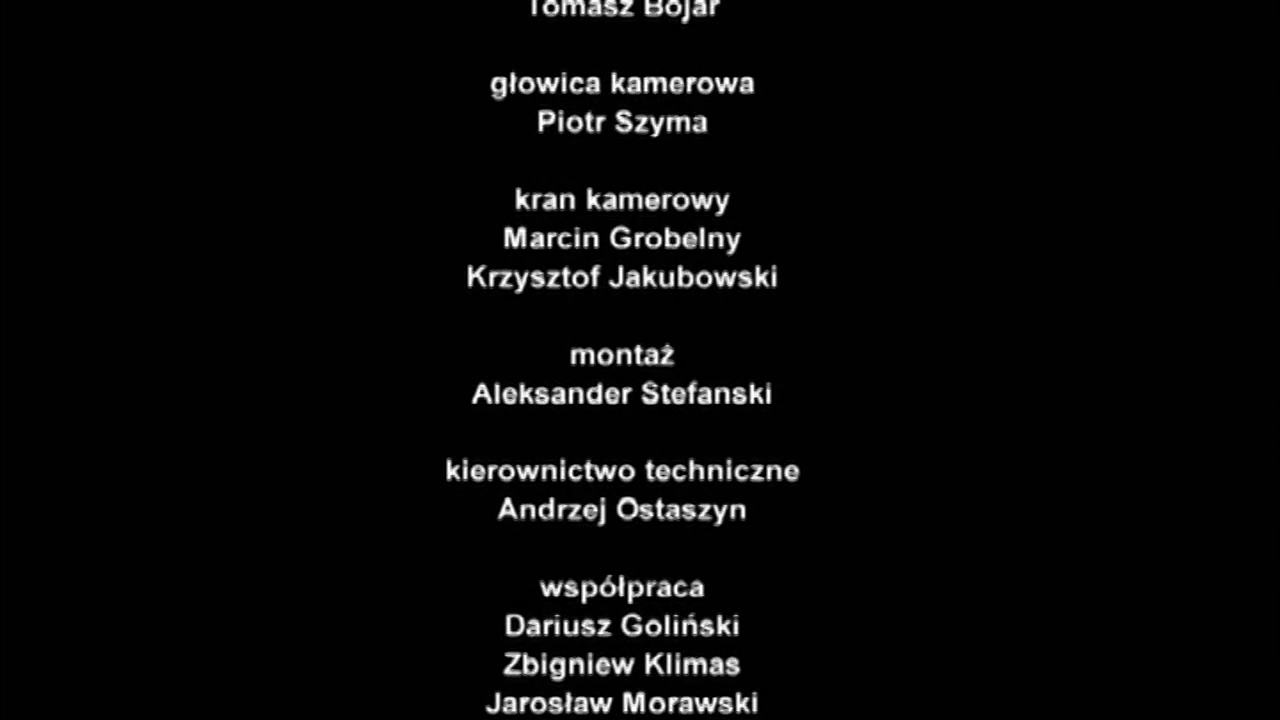 Tomasz Bojar
głowica kamerowa
Piotr Szyma
kran kamerowy
Marcin Grobelny
Krzysztof Jakubowski
montaż
Aleksander Stefanski
kierownictwo techniczne
Andrzej Ostaszyn
współpraca
Dariusz Goliński
Zbigniew Klimas
Jarosław Morawski